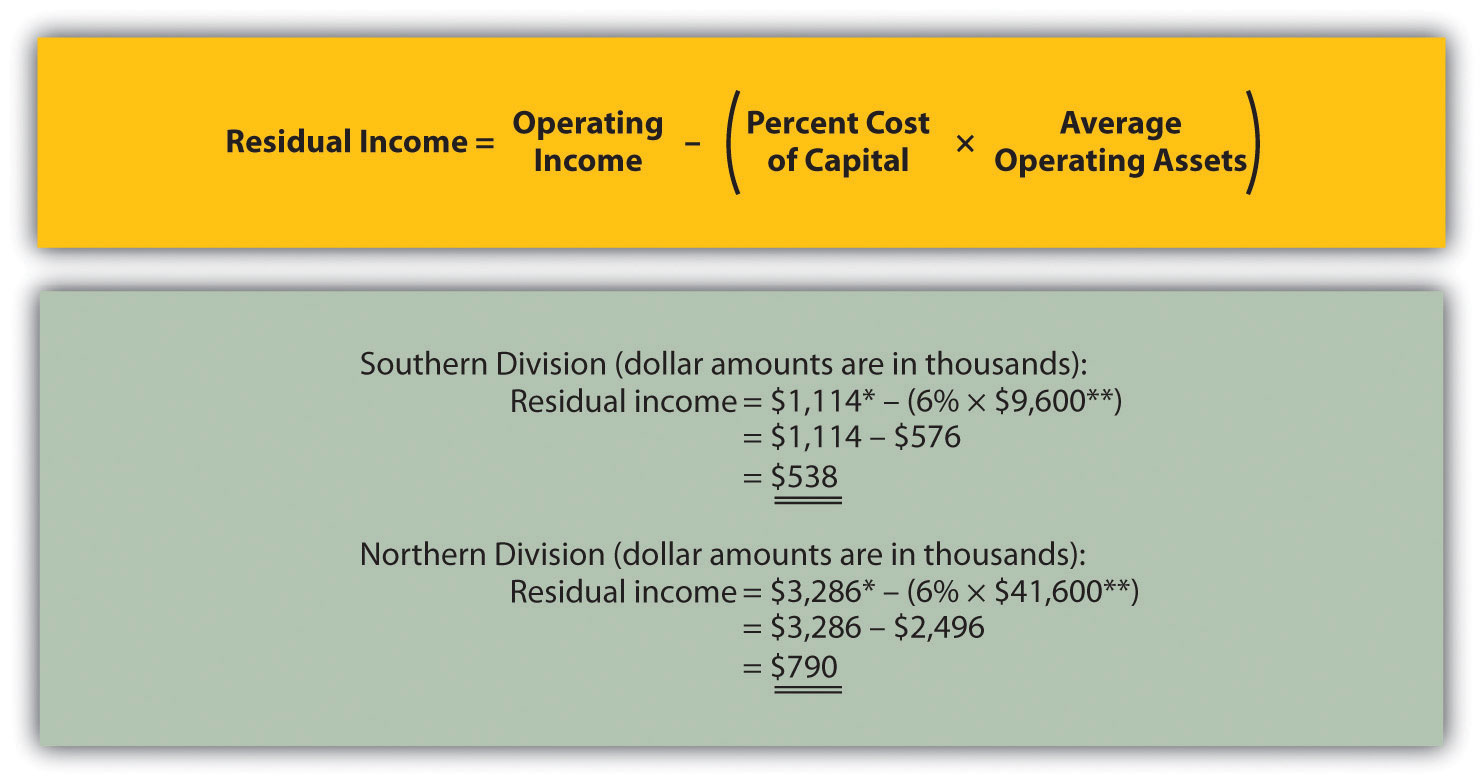 Residual Income = Operating Income – (Percent Cost of Capital × Average Operating Assets)
Southern Division (dollar amounts are in thousands):
Residual income = $1,114* – (6% × $9,600**)
= $1,114 – $576
= $538
Northern Division (dollar amounts are in thousands):
Residual income = $3,286* – (6% × $41,600**)
= $3,286 – $2,496
= $790